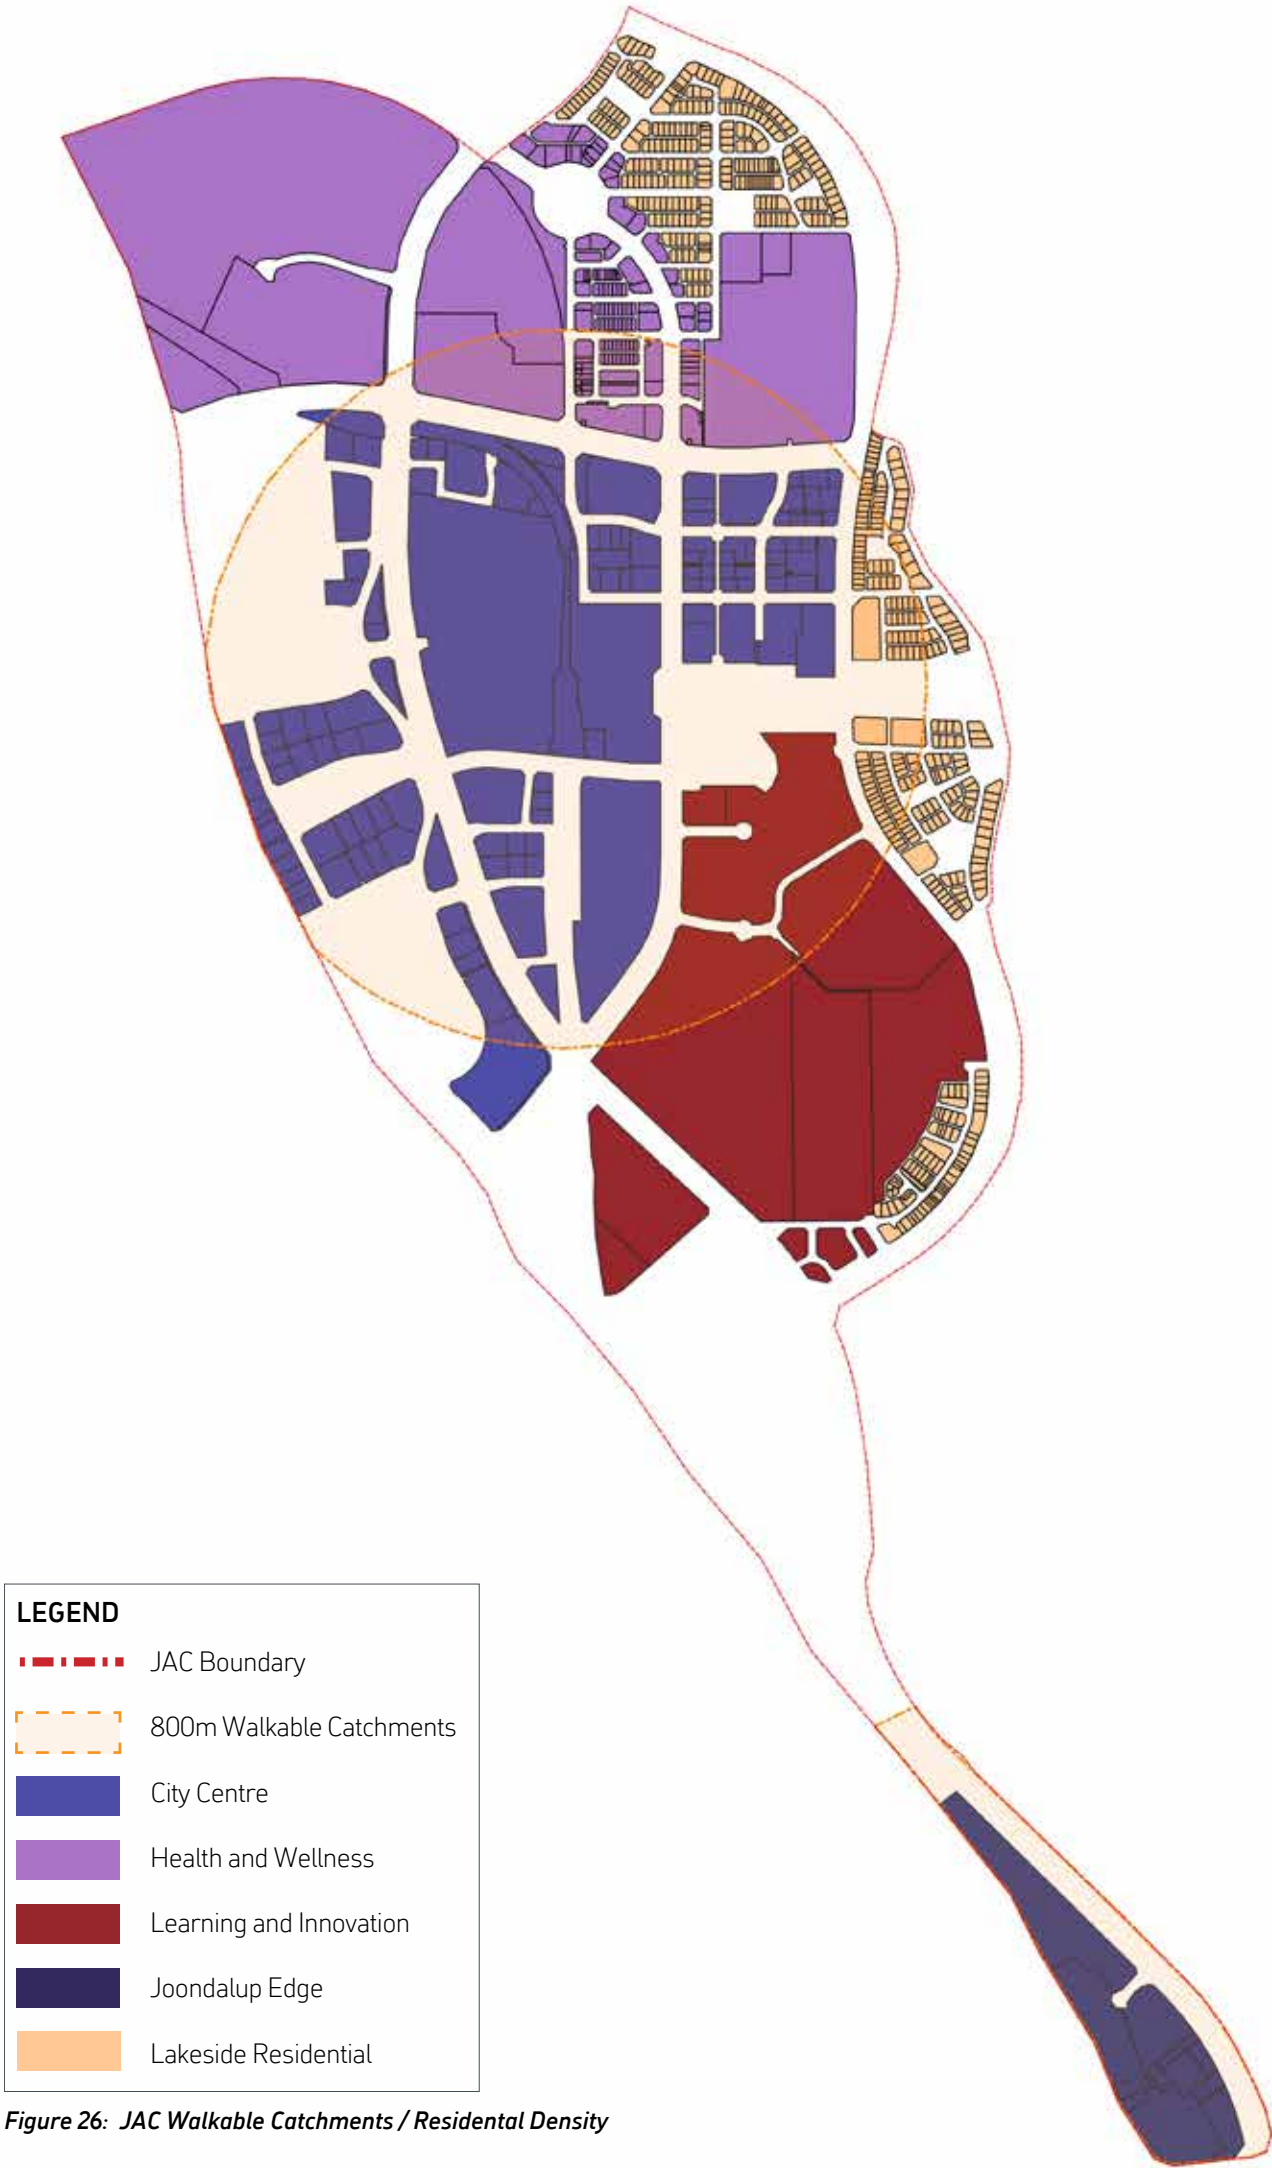 LEGEND
JAC Boundary
800m Walkable Catchments
City Centre
Health and Wellness
Learning and Innovation
Joondalup Edge
Lakeside Residential
Figure 26: JAC Walkable Catchments / Residental Density